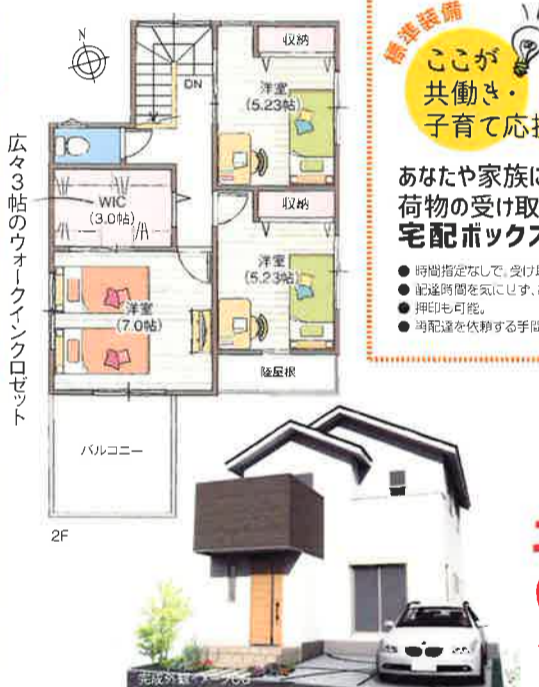 N
収納
DN
洋室
(5.23帖)
WIC
(3.0帖)
収納
洋室
(5.23帖)
洋室
(7.0帖)
陸屋根
バルコニー
2F
広々3帖のウォークインクロゼット
標準装備
ここが
共働き・
子育て応援
あなたや家族に
荷物の受け取
宅配ボックス
● 時間指定なしで、受け取
● 配達時間を気にせず、
● 押印も可能。
● 再配達を依頼する手間
完成外観イメージCG